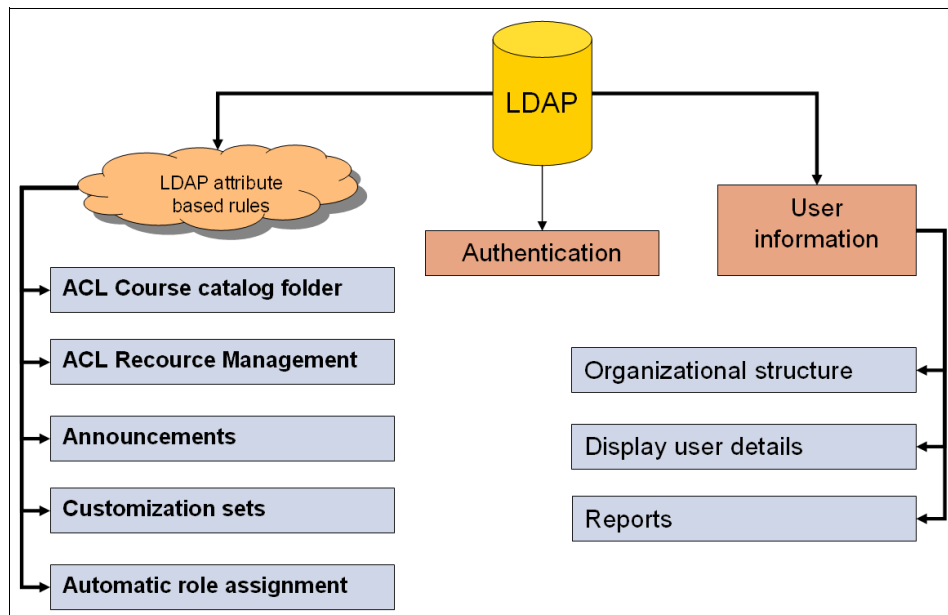 LDAP
LDAP attribute
based rules
Authentication
User
information
ACL Course catalog folder
ACL Recource Management
Announcements
Customization sets
Automatic role assignment
Organizational structure
Display user details
Reports